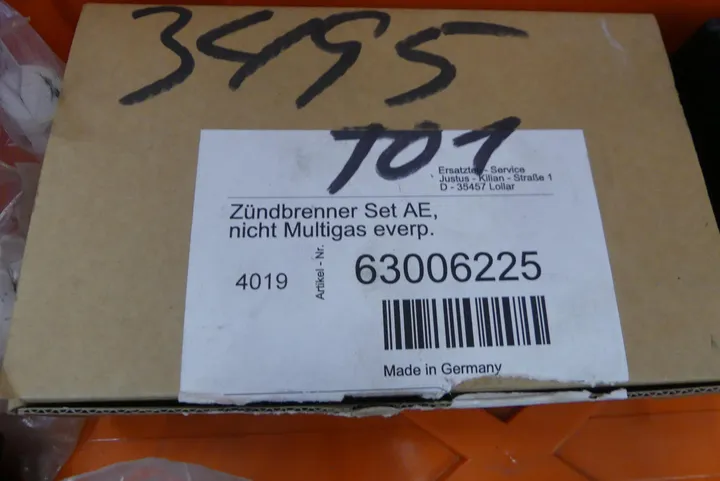 3495
T01
Ersatzteil - Service
Justus - Kilian - Straße 1
D - 35457 Lollar
Zündbrenner Set AE,
nicht Multigas everp.
4019
Artikel - Nr.
63006225
Made in Germany